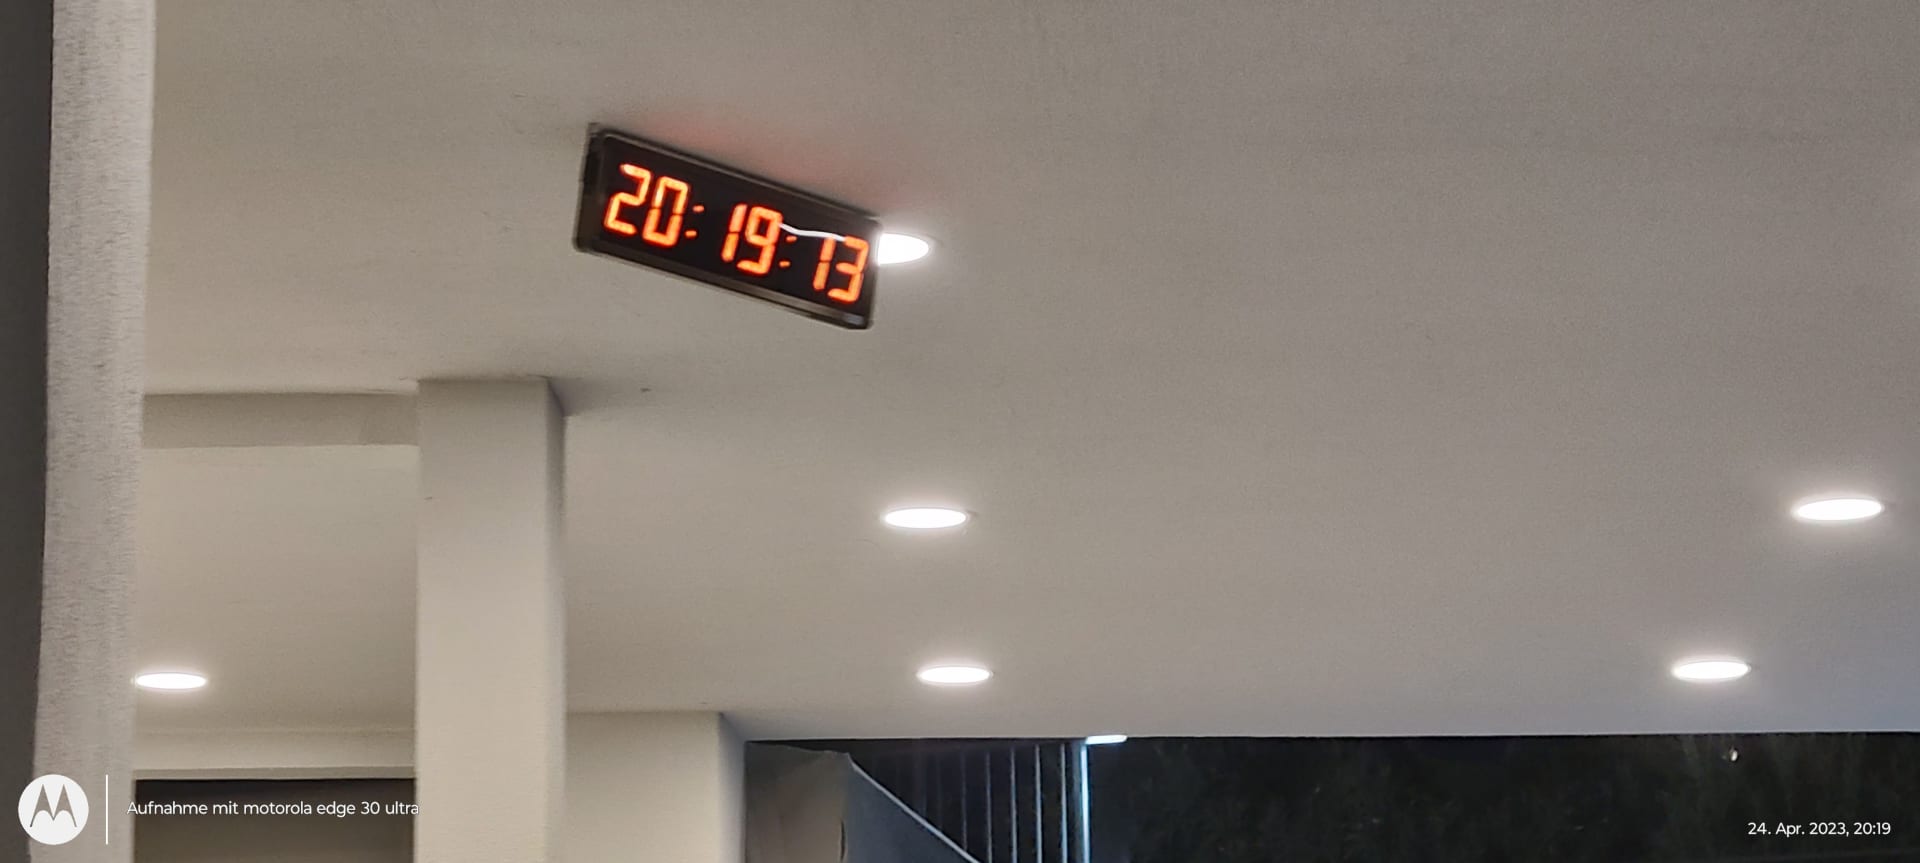 20:19:13
Aufnahme mit motorola edge 30 ultra
24. Apr. 2023, 20:19